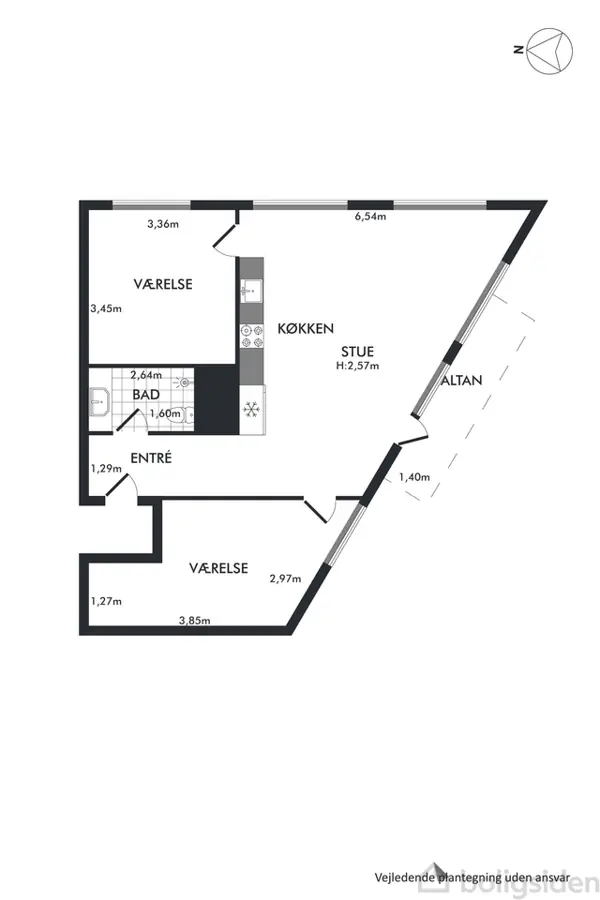 N
3,36m
6,54m
VÆRELSE
3,45m
KØKKEN
STUE
H:2,57m
2,64m
ALTAN
BAD
1,60m
ENTRÉ
1,29m
1,40m
VÆRELSE
2,97m
1,27m
3,85m
Vejledende plantegning uden ansvar
boligsiden